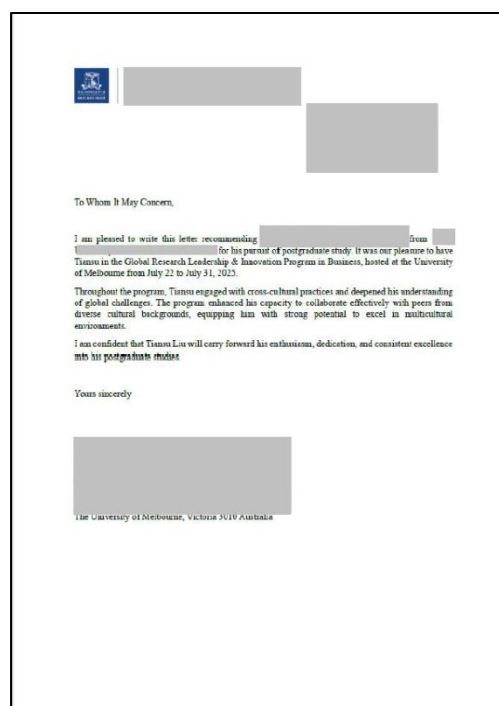 To Whom It May Concern,
I am pleased to write this letter recommending from
for his pursuit of postgraduate study. It was our pleasure to have
Tiansu in the Global Research Leadership & Innovation Program in Business, hosted at the University
of Melbourne from July 22 to July 31, 2025.
Throughout the program, Tiansu engaged with cross-cultural practices and deepened his understanding
of global challenges. The program enhanced his capacity to collaborate effectively with peers from
diverse cultural backgrounds, equipping him with strong potential to excel in multicultural
environments.
I am confident that Tiansu Liu will carry forward his enthusiasm, dedication, and consistent excellence
into his postgraduate studies.
Yours sincerely
The University of Melbourne, Victoria 3010 Australia